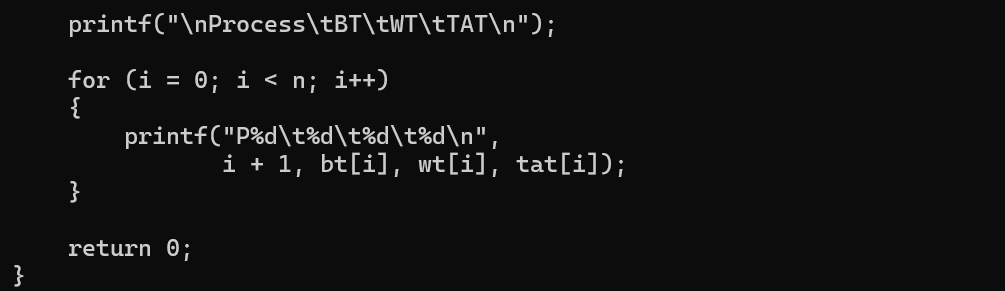 printf("\nProcess\tBT\tWT\tTAT\n");
for (i = 0; i < n; i++)
{
printf("P%d\t%d\t%d\t%d\n",
i + 1, bt[i], wt[i], tat[i]);
}
return 0;
}